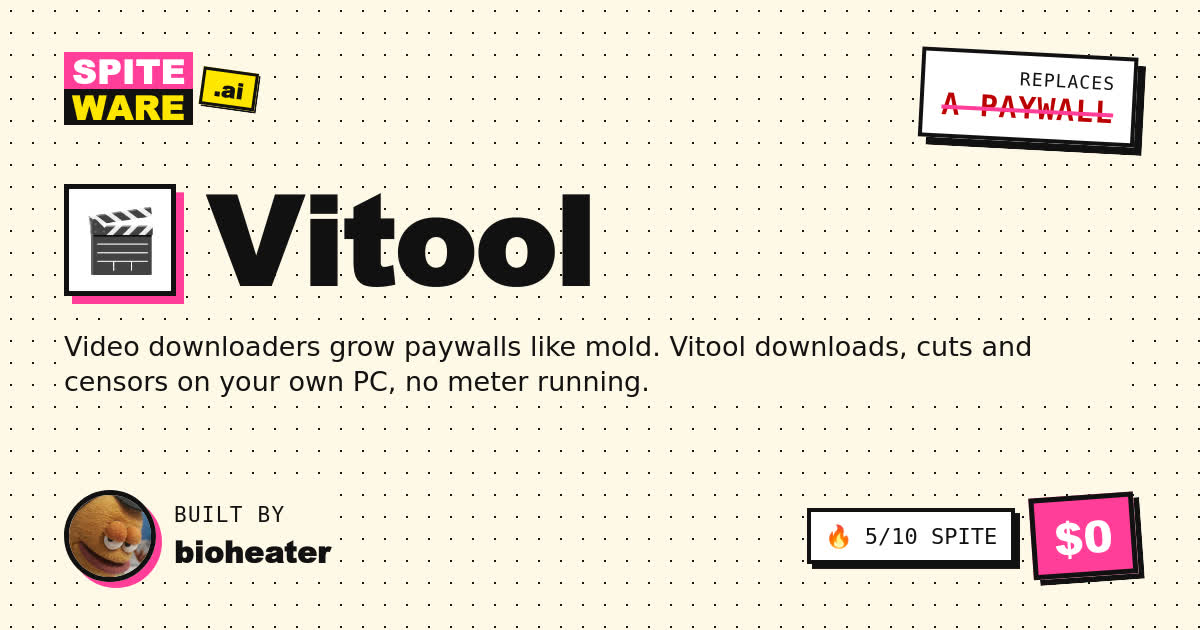 SPITE
WARE
.ai
REPLACES
A PAYWALL
Vitool
Video downloaders grow paywalls like mold. Vitool downloads, cuts and
censors on your own PC, no meter running.
BUILT BY
bioheater
🔥 5/10 SPITE
$0